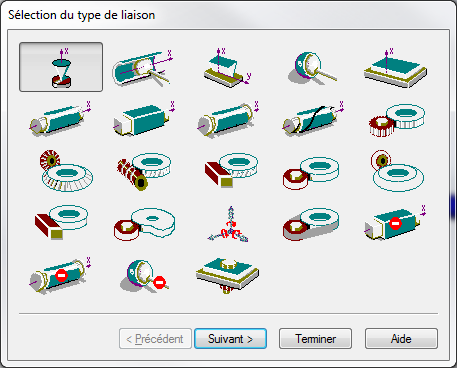 Sélection du type de liaison
x
x
x
y
x
x
x
x
x
x
x
< Précédent
Suivant >
Terminer
Aide